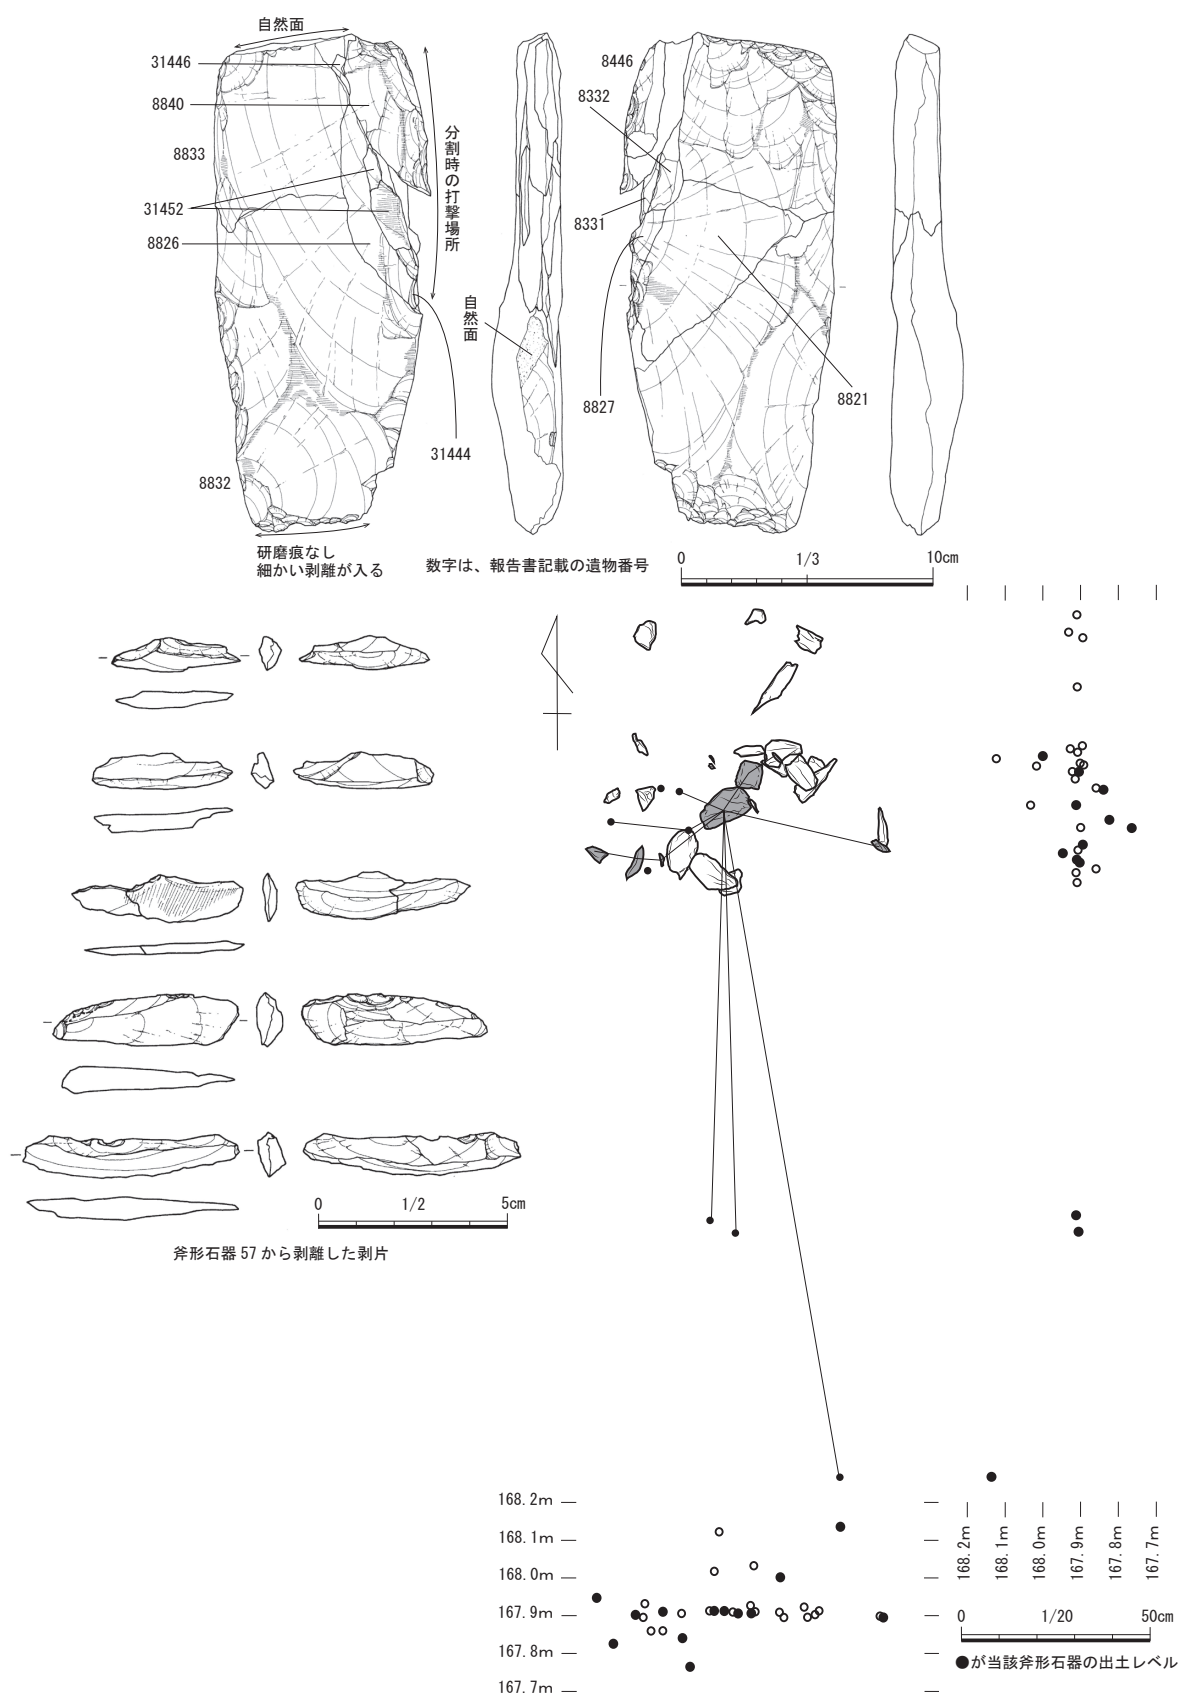 自然面
31446
8840
8833
31452
8826
分割時の打撃場所
自然面
31444
8832
研磨痕なし
細かい剥離が入る
8446
8332
8331
8827
8821
数字は、報告書記載の遺物番号
0 1/3 10cm
0 1/2 5cm
斧形石器 57 から剥離した剥片
168.2m
168.1m
168.0m
167.9m
167.8m
167.7m
168.2m
168.1m
168.0m
167.9m
167.8m
167.7m
0 1/20 50cm
●が当該斧形石器の出土レベル